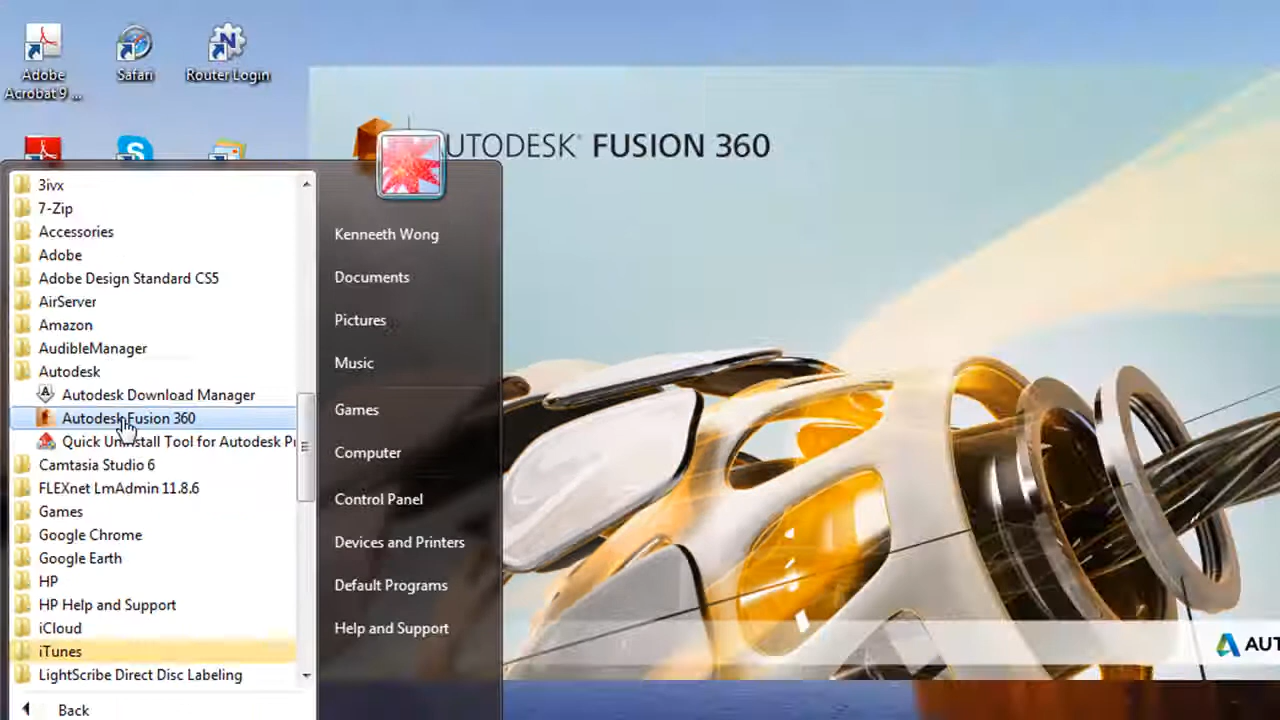 Adobe
Acrobat 9 ...
Safari
Router Login
UTODESK® FUSION 360
3ivx
7-Zip
Accessories
Adobe
Adobe Design Standard CS5
AirServer
Amazon
AudibleManager
Autodesk
Autodesk Download Manager
Autodesk Fusion 360
Quick Uninstall Tool for Autodesk P
Camtasia Studio 6
FLEXnet LmAdmin 11.8.6
Games
Google Chrome
Google Earth
HP
HP Help and Support
iCloud
iTunes
LightScribe Direct Disc Labeling
Back
Kenneeth Wong
Documents
Pictures
Music
Games
Computer
Control Panel
Devices and Printers
Default Programs
Help and Support
AUT